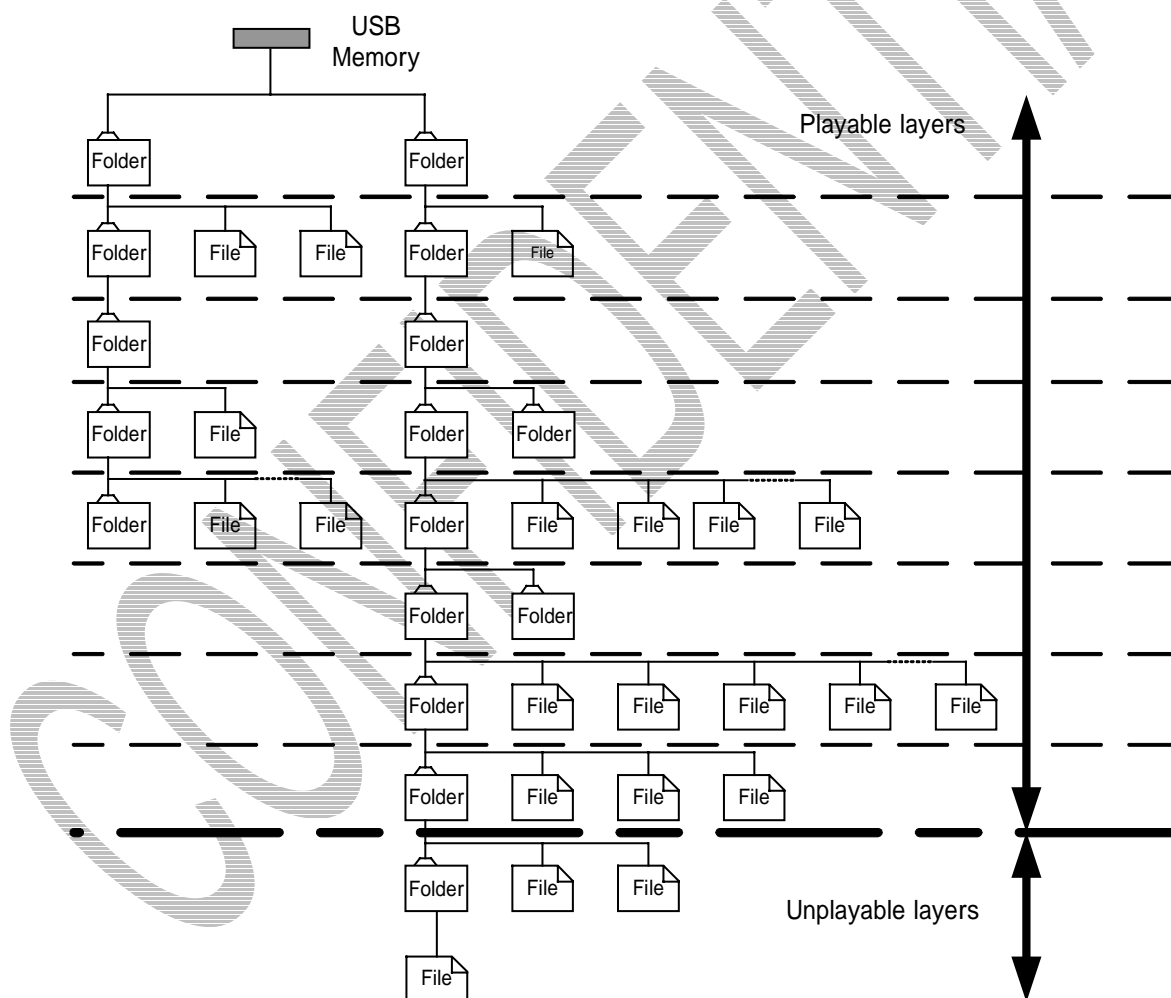 USB
Memory
Playable layers
Folder Folder
Folder File File Folder File
Folder Folder
Folder File Folder Folder
Folder File File Folder File File File File
Folder Folder
Folder File File File File File
Folder File File File
Folder File File
Unplayable layers
File
CONFIDENT